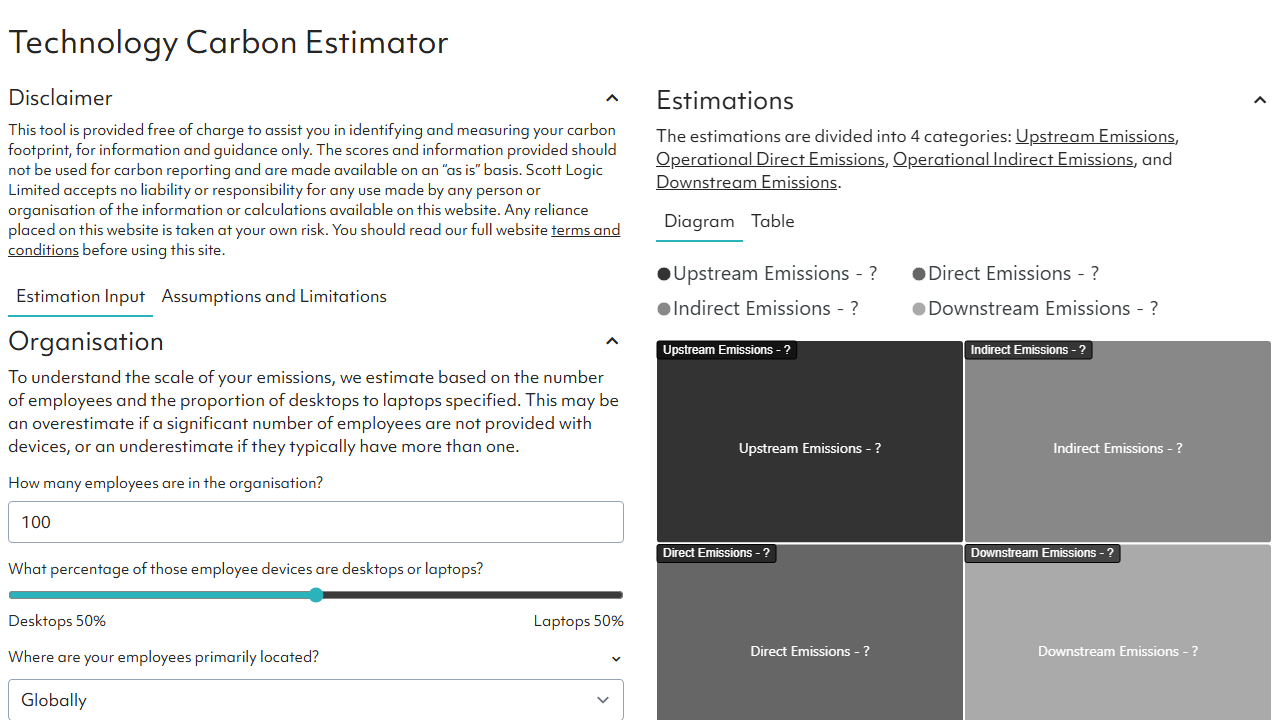 Technology Carbon Estimator
Disclaimer
This tool is provided free of charge to assist you in identifying and measuring your carbon
footprint, for information and guidance only. The scores and information provided should
not be used for carbon reporting and are made available on an “as is” basis. Scott Logic
Limited accepts no liability or responsibility for any use made by any person or
organisation of the information or calculations available on this website. Any reliance
placed on this website is taken at your own risk. You should read our full website terms and
conditions before using this site.
Estimation Input
Assumptions and Limitations
Organisation
To understand the scale of your emissions, we estimate based on the number
of employees and the proportion of desktops to laptops specified. This may be
an overestimate if a significant number of employees are not provided with
devices, or an underestimate if they typically have more than one.
How many employees are in the organisation?
100
What percentage of those employee devices are desktops or laptops?
Desktops 50%
Laptops 50%
Where are your employees primarily located?
Globally
Estimations
The estimations are divided into 4 categories: Upstream Emissions,
Operational Direct Emissions, Operational Indirect Emissions, and
Downstream Emissions.
Diagram
Table
Upstream Emissions - ?
Direct Emissions - ?
Indirect Emissions - ?
Downstream Emissions - ?
Upstream Emissions - ?
Indirect Emissions - ?
Upstream Emissions - ?
Indirect Emissions - ?
Direct Emissions - ?
Downstream Emissions - ?
Direct Emissions - ?
Downstream Emissions - ?